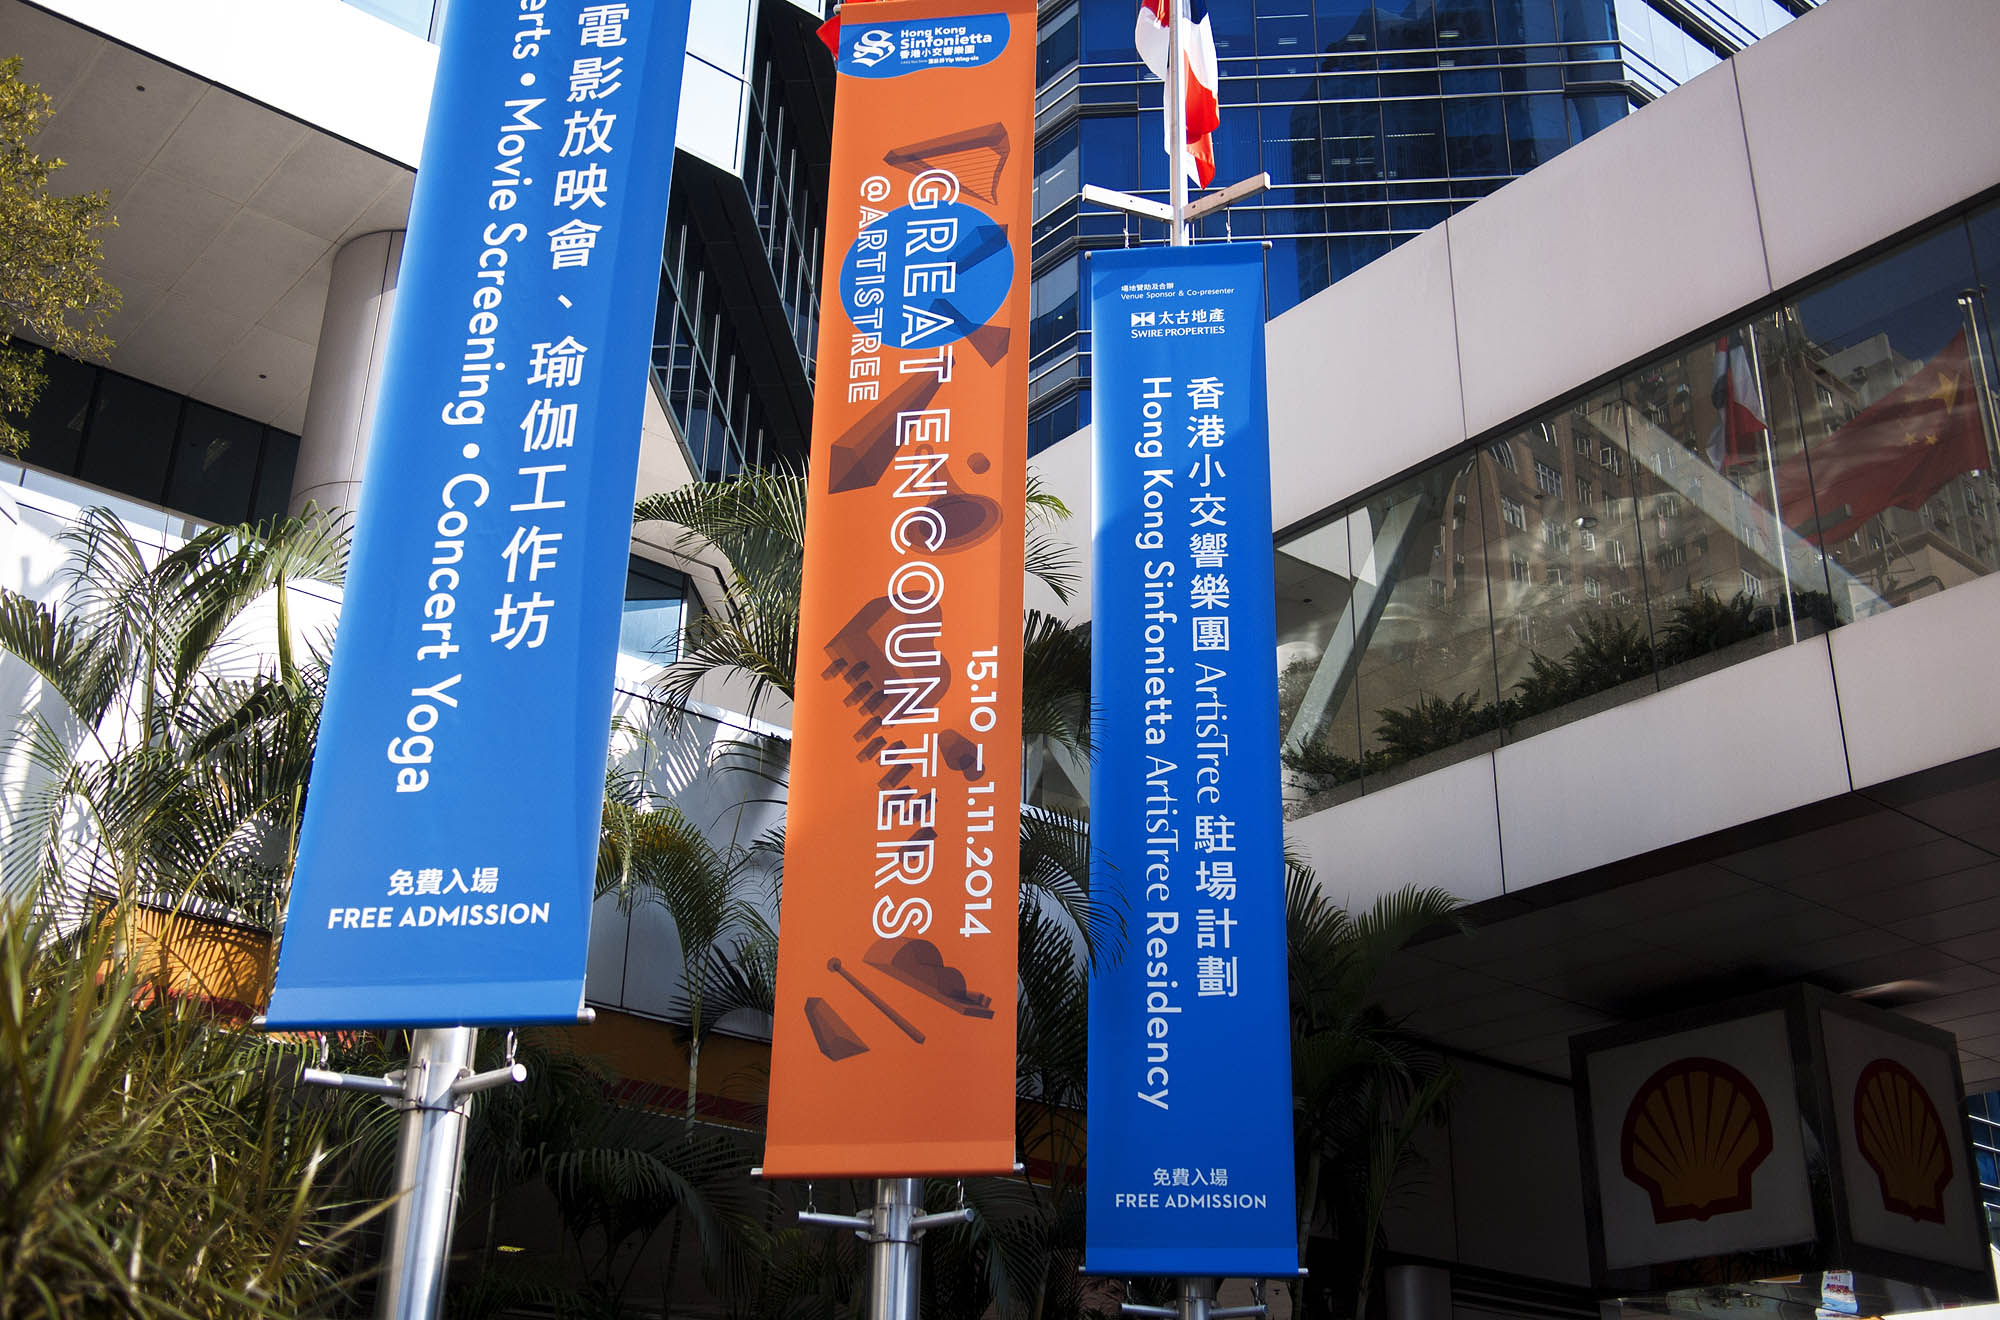 電影放映會、瑜伽工作坊
erts • Movie Screening • Concert Yoga
免費入場
FREE ADMISSION
Hong Kong
Sinfonietta
香港小交響樂團
Yip Wing-sie
GREAT ENCOUNTERS
@ARTISTREE
15.10 – 1.11.2014
場地贊助及合辦
Venue Sponsor & Co-presenter
太古地產
SWIRE PROPERTIES
香港小交響樂團 ArtisTree 駐場計劃
Hong Kong Sinfonietta ArtisTree Residency
免費入場
FREE ADMISSION